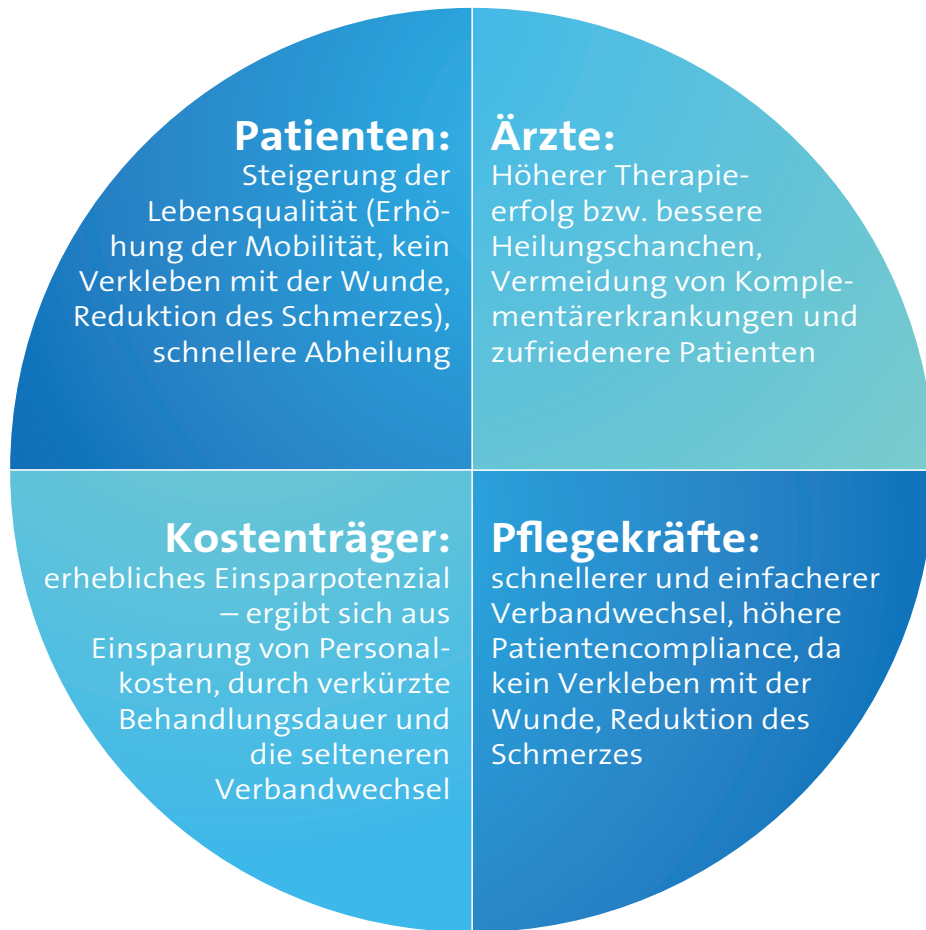 Patienten:
Steigerung der
Lebensqualität (Erhö-
hung der Mobilität, kein
Verkleben mit der Wunde,
Reduktion des Schmerzes),
schnellere Abheilung
Ärzte:
Höherer Therapie-
erfolg bzw. bessere
Heilungschanchen,
Vermeidung von Komple-
mentärerkrankungen und
zufriedenere Patienten
Kostenträger:
erhebliches Einsparpotenzial
– ergibt sich aus
Einsparung von Personal-
kosten, durch verkürzte
Behandlungsdauer und
die selteneren
Verbandwechsel
Pflegekräfte:
schnellerer und einfacherer
Verbandwechsel, höhere
Patientencompliance, da
kein Verkleben mit der
Wunde, Reduktion des
Schmerzes